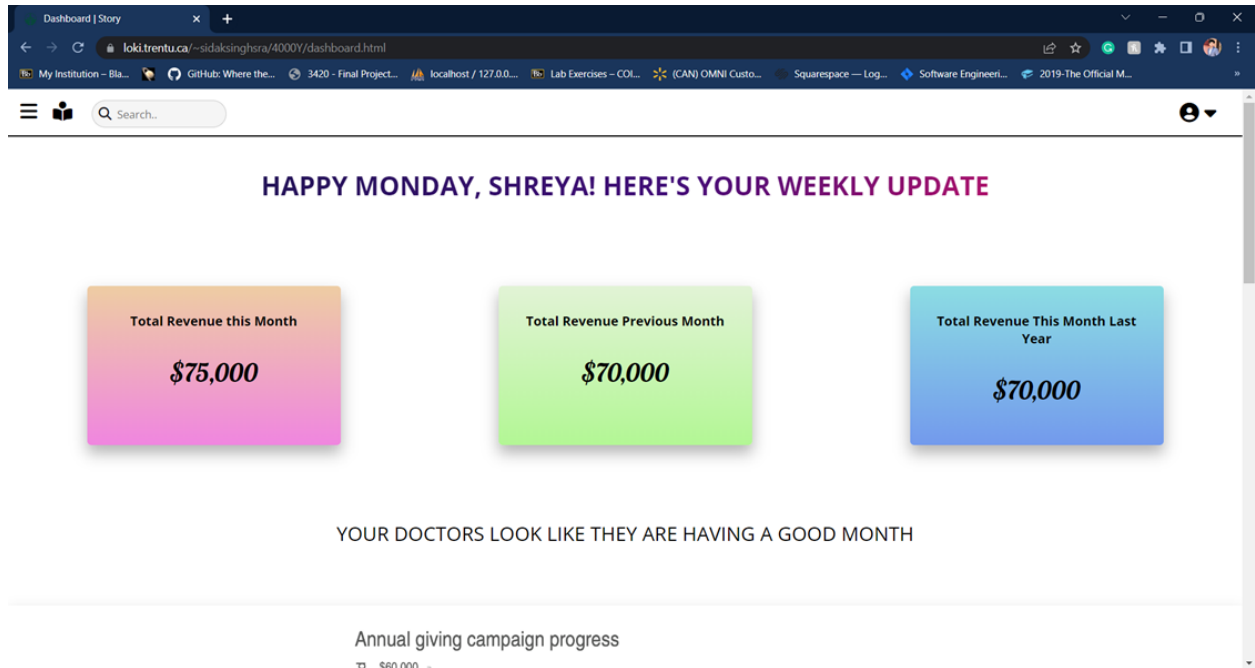 Dashboard | Story
loki.trentu.ca/~sidaksinghsra/4000Y/dashboard.html
My Institution – Bla...
GitHub: Where the...
3420 - Final Project...
localhost / 127.0.0....
Lab Exercises – COI...
(CAN) OMNI Custo...
Squarespace — Log...
Software Engineeri...
2019-The Official M...
»
Search..
HAPPY MONDAY, SHREYA! HERE'S YOUR WEEKLY UPDATE
Total Revenue this Month
$75,000
Total Revenue Previous Month
$70,000
Total Revenue This Month Last
Year
$70,000
YOUR DOCTORS LOOK LIKE THEY ARE HAVING A GOOD MONTH
Annual giving campaign progress
$60,000